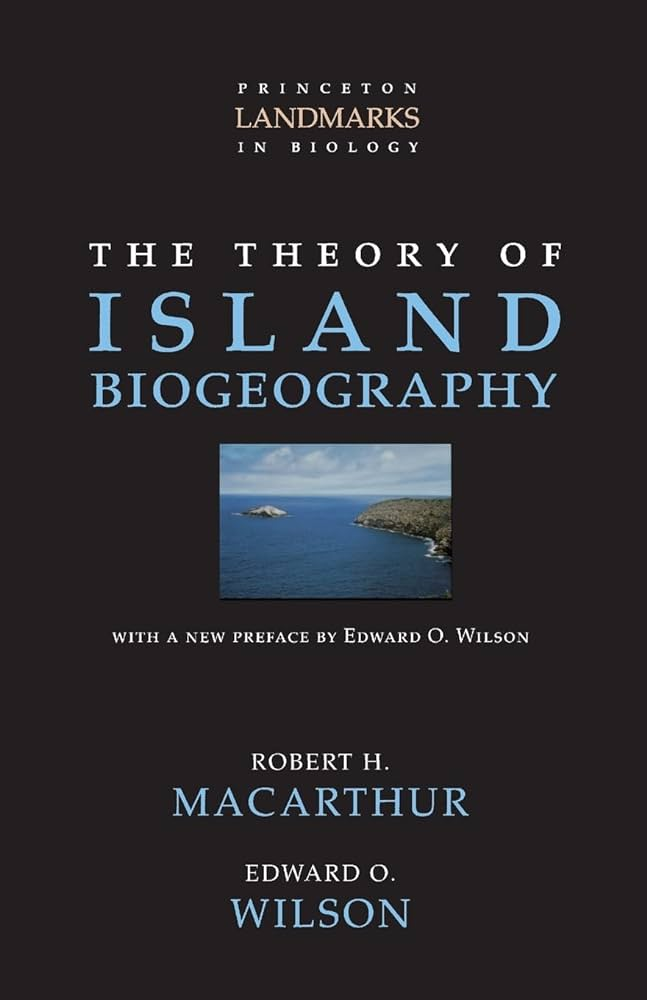 PRINCETON
LANDMARKS
IN BIOLOGY
THE THEORY OF
ISLAND
BIOGEOGRAPHY
WITH A NEW PREFACE BY EDWARD O. WILSON
ROBERT H.
MACARTHUR
EDWARD O.
WILSON